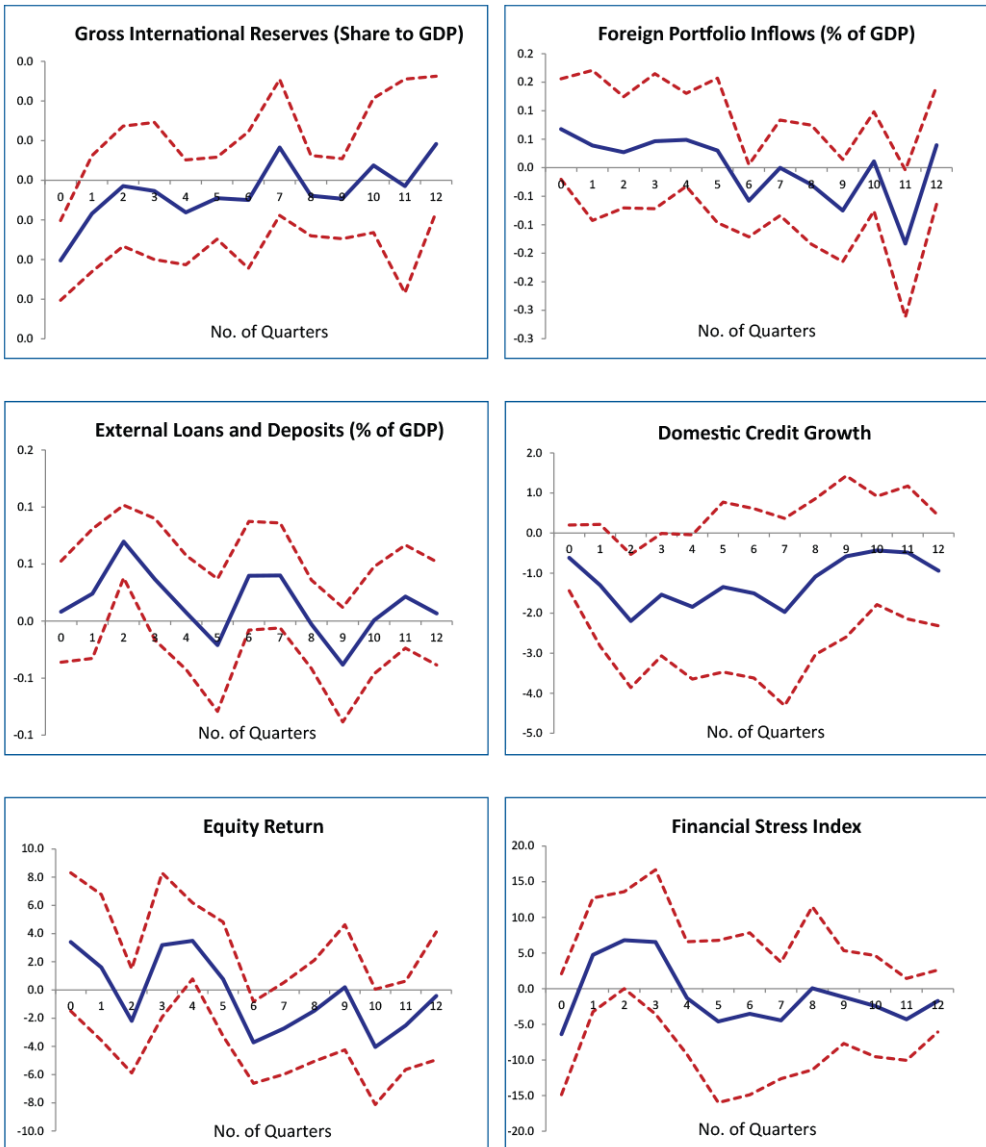 Gross International Reserves (Share to GDP)
0.0
0.0
0.0
0.0
0.0
0.0
0.0
0.0
0 1 2 3 4 5 6 7 8 9 10 11 12
No. of Quarters
Foreign Portfolio Inflows (% of GDP)
0.2
0.2
0.1
0.1
0.0
-0.1
-0.1
-0.2
-0.3
-0.3
0 1 2 3 4 5 6 7 8 9 10 11 12
No. of Quarters
External Loans and Deposits (% of GDP)
0.2
0.1
0.1
0.0
-0.1
-0.1
0 1 2 3 4 5 6 7 8 9 10 11 12
No. of Quarters
Domestic Credit Growth
2.0
1.0
0.0
-1.0
-2.0
-3.0
-4.0
-5.0
0 1 2 3 4 5 6 7 8 9 10 11 12
No. of Quarters
Equity Return
10.0
8.0
6.0
4.0
2.0
0.0
-2.0
-4.0
-6.0
-8.0
-10.0
0 1 2 3 4 5 6 7 8 9 10 11 12
No. of Quarters
Financial Stress Index
20.0
15.0
10.0
5.0
0.0
-5.0
-10.0
-15.0
-20.0
0 1 2 3 4 5 6 7 8 9 10 11 12
No. of Quarters